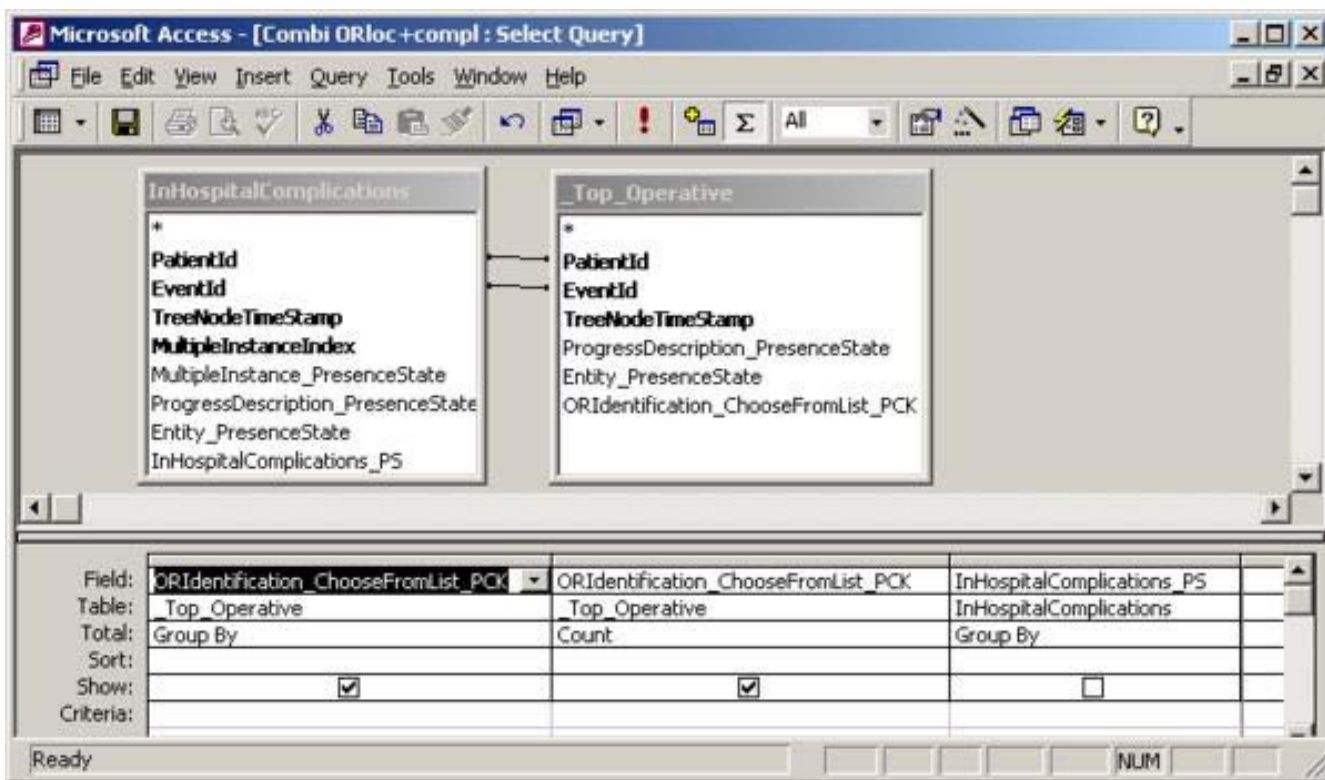 Microsoft Access - [Combi ORloc+compl : Select Query]
File Edit View Insert Query Tools Window Help
Σ All
InHospitalComplications
*
PatientId
EventId
TreeNodeTimeStamp
MultipleInstanceIndex
MultipleInstance_PresenceState
ProgressDescription_PresenceState
Entity_PresenceState
InHospitalComplications_PS
_Top_Operative
*
PatientId
EventId
TreeNodeTimeStamp
ProgressDescription_PresenceState
Entity_PresenceState
ORIdentification_ChooseFromList_PCK
Field: ORIdentification_ChooseFromList_PCK ORIdentification_ChooseFromList_PCK InHospitalComplications_PS
Table: _Top_Operative _Top_Operative InHospitalComplications
Total: Group By Count Group By
Sort:
Show:
Criteria:
Ready NUM